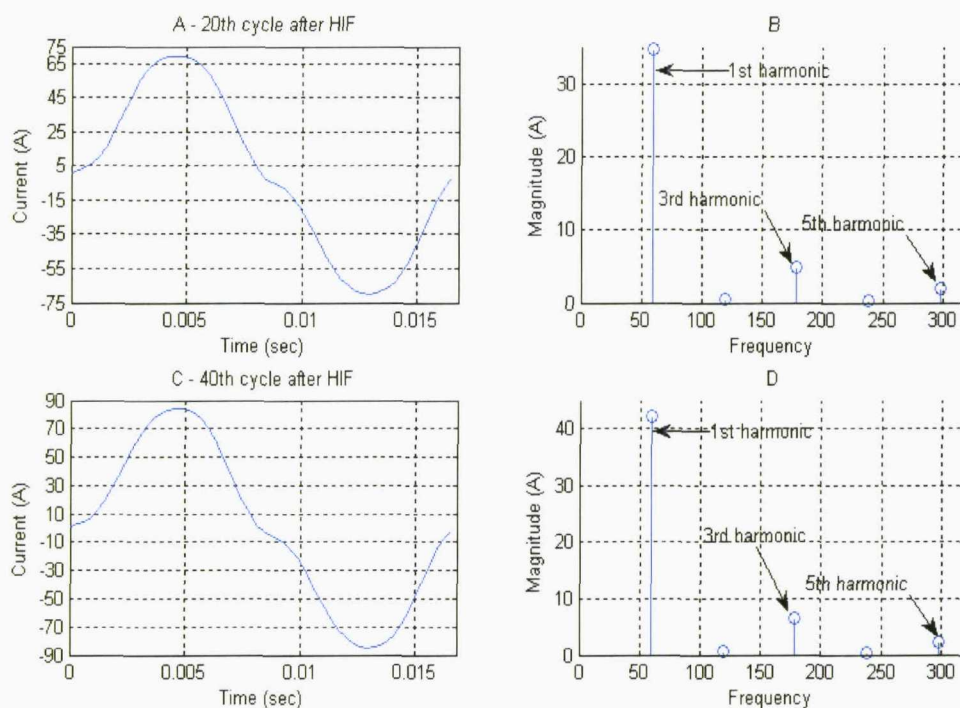 A - 20th cycle after HIF
75
65
45
25
5
-15
-35
-55
-75
Current (A)
0
0.005
0.01
0.015
Time (sec)
B
30
20
10
0
Magnitude (A)
1st harmonic
3rd harmonic
5th harmonic
0
50
100
150
200
250
300
Frequency
C - 40th cycle after HIF
90
70
50
30
10
-10
-30
-50
-70
-90
Current (A)
0
0.005
0.01
0.015
Time (sec)
D
40
30
20
10
0
Magnitude (A)
1st harmonic
3rd harmonic
5th harmonic
0
50
100
150
200
250
300
Frequency